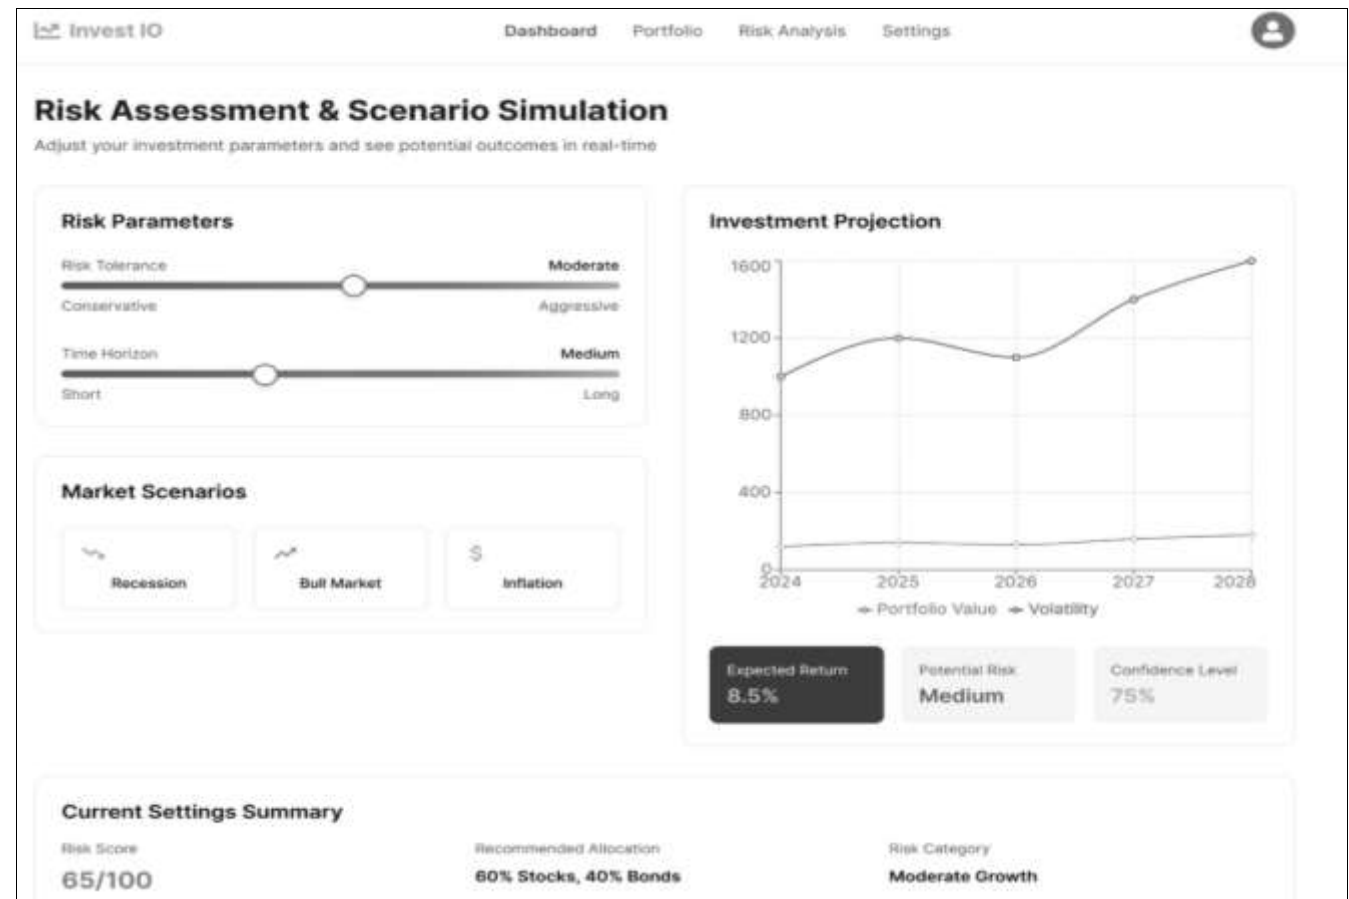 Invest IO
Dashboard Portfolio Risk Analysis Settings
Risk Assessment & Scenario Simulation
Adjust your investment parameters and see potential outcomes in real-time
Risk Parameters
Risk Tolerance Moderate
Conservative Aggressive
Time Horizon Medium
Short Long
Market Scenarios
Recession
Bull Market
$
Inflation
Investment Projection
1600
1200
800
400
0
2024 2025 2026 2027 2028
Portfolio Value Volatility
Expected Return
8.5%
Potential Risk
Medium
Confidence Level
75%
Current Settings Summary
Risk Score
65/100
Recommended Allocation
60% Stocks, 40% Bonds
Risk Category
Moderate Growth